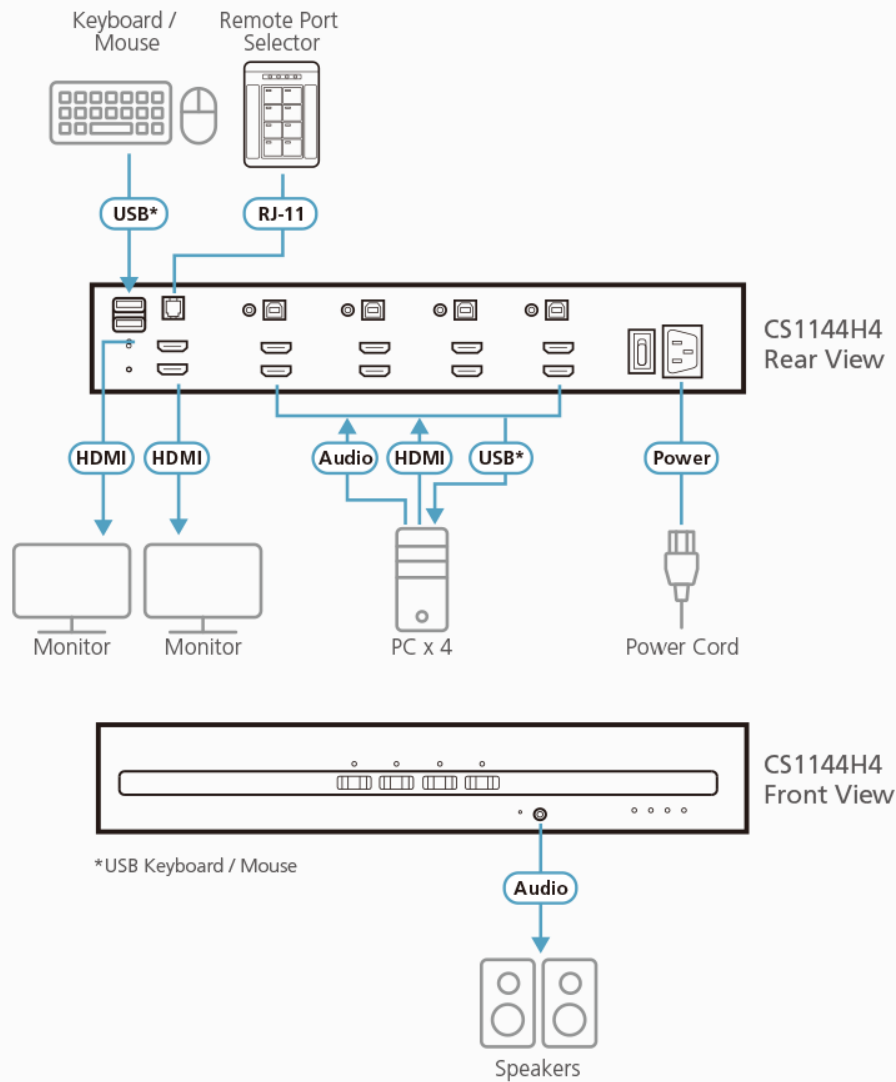 Keyboard /
Mouse
Remote Port
Selector
USB*
RJ-11
CS1144H4
Rear View
HDMI
HDMI
Audio
HDMI
USB*
Power
Monitor
Monitor
PC x 4
Power Cord
CS1144H4
Front View
*USB Keyboard / Mouse
Audio
Speakers